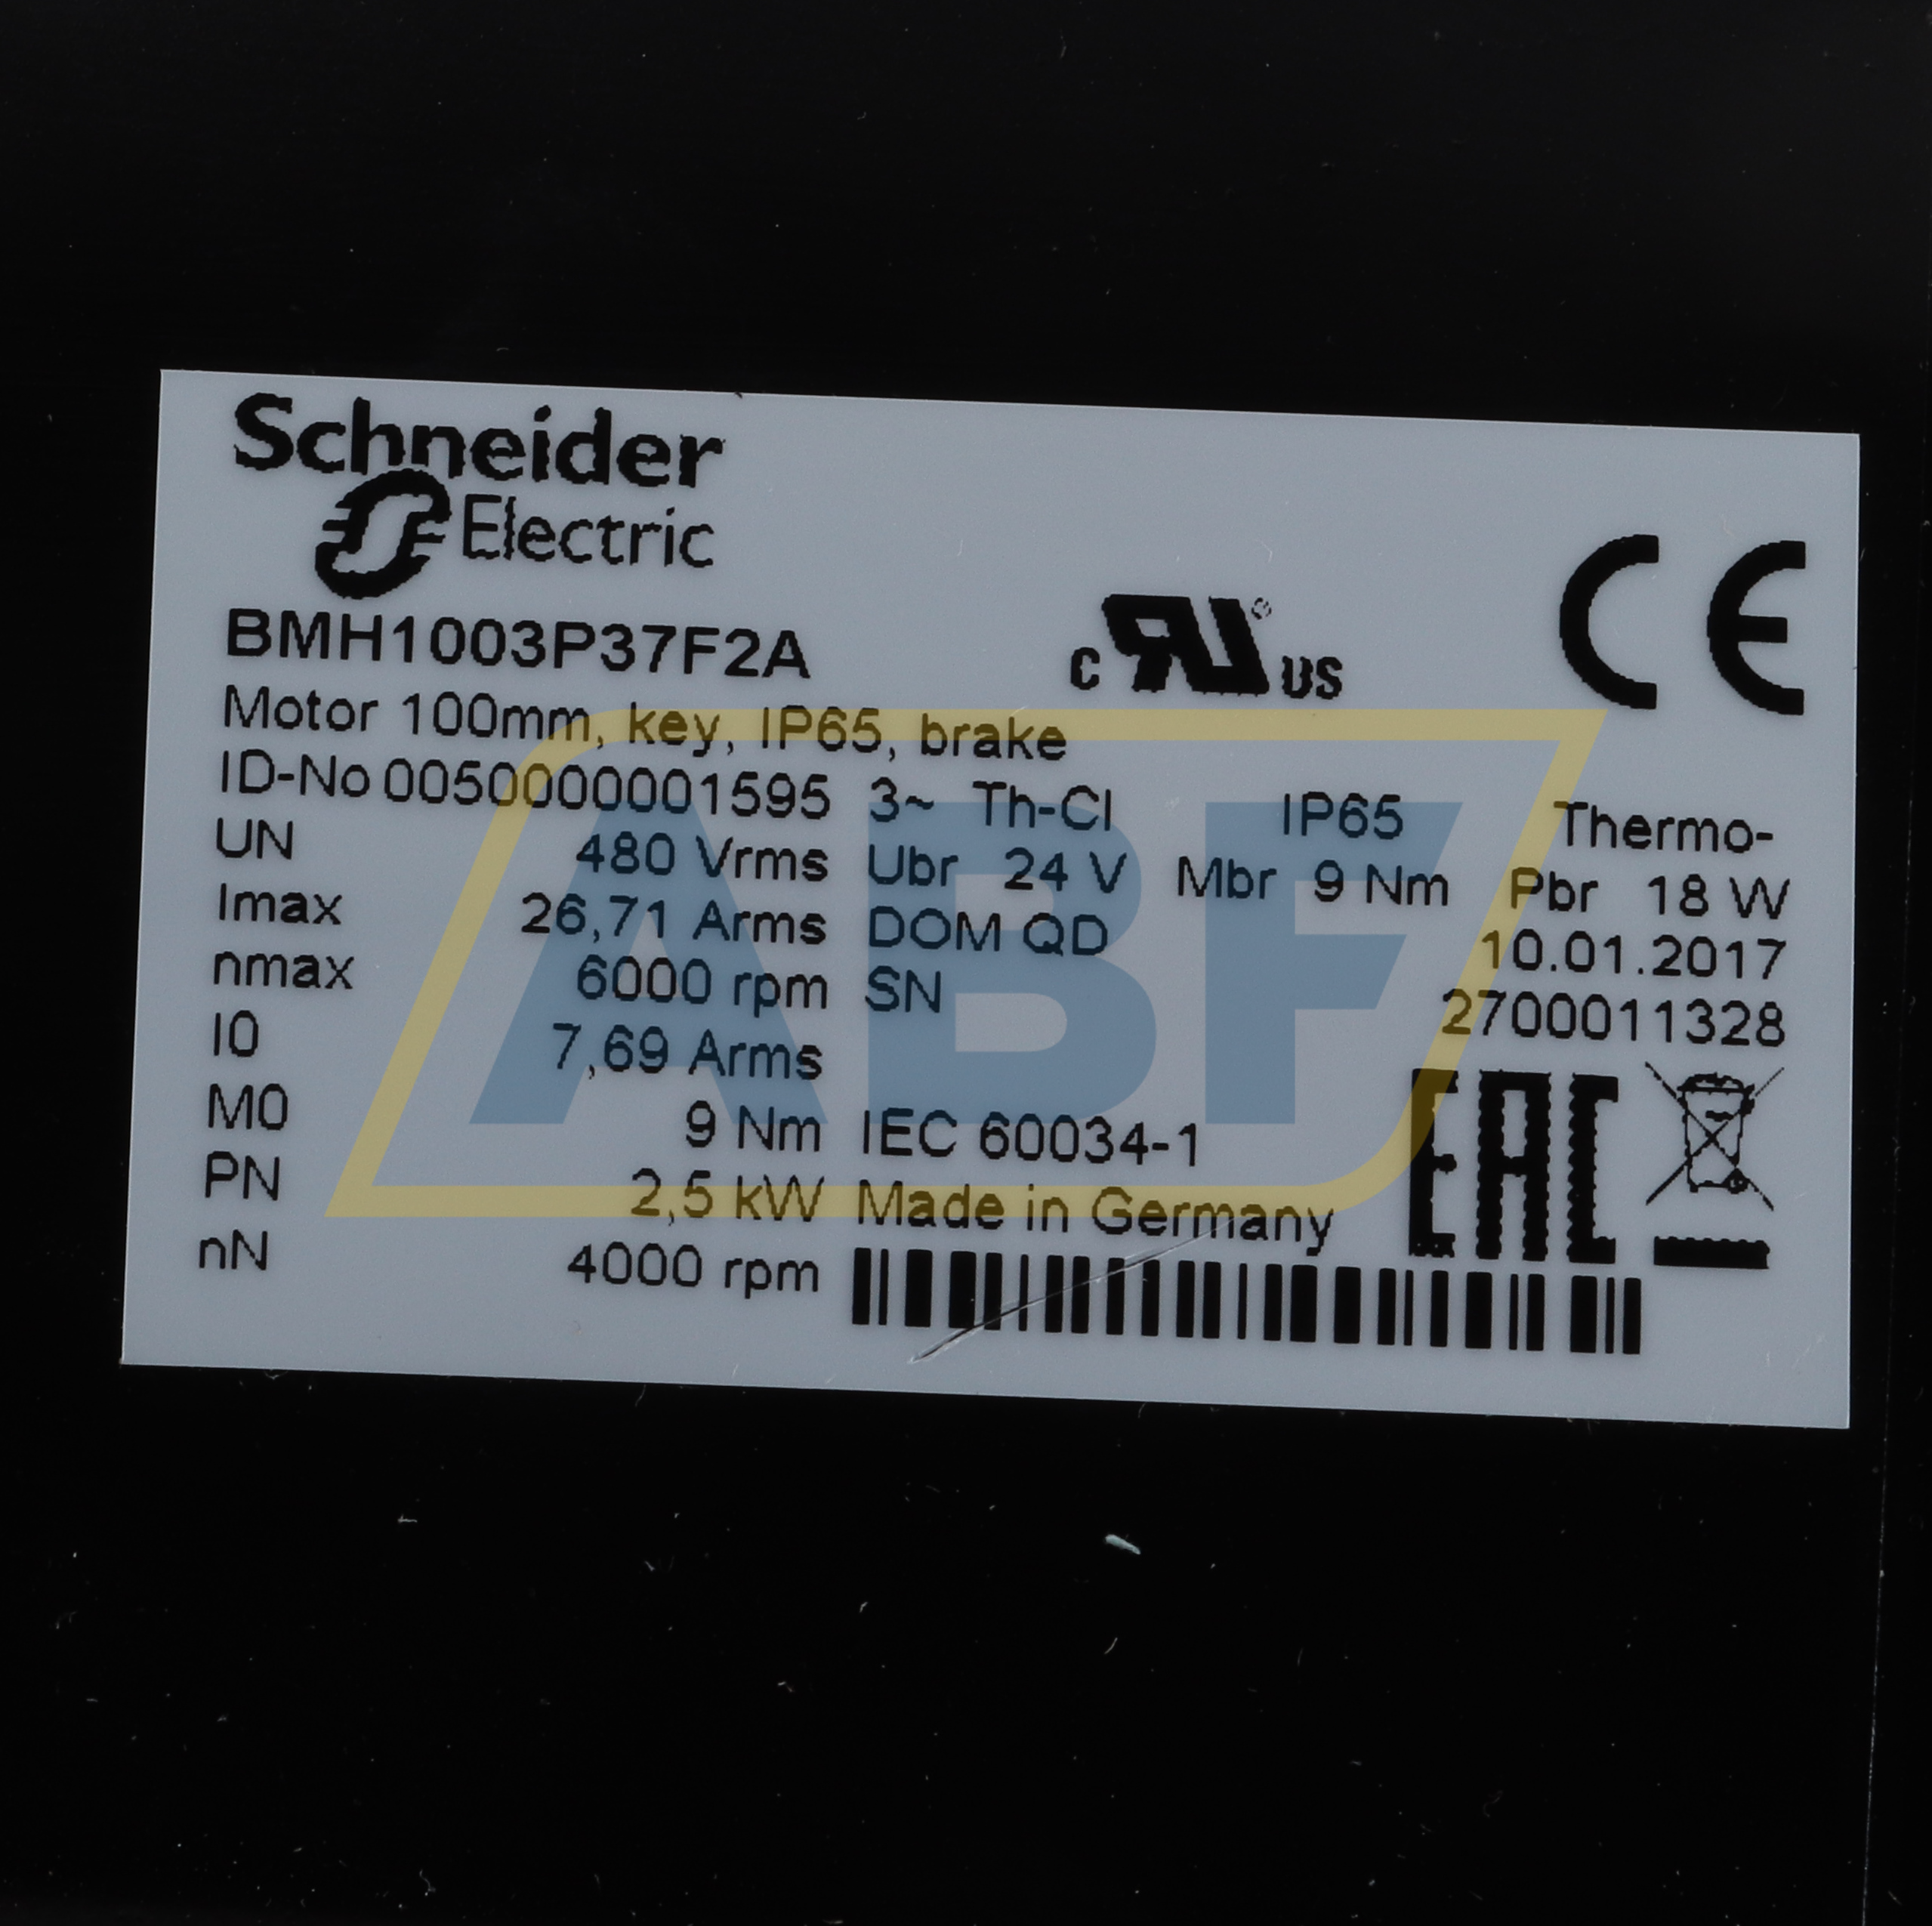 Schneider
Electric
BMH1003P37F2A
c RU ® US
CE
Motor 100mm, key, IP65, brake
ID-No 0050000001595 3~ Th-Cl IP65 Thermo-
UN 480 Vrms Ubr 24 V Mbr 9 Nm Pbr 18 W
Imax 26,71 Arms DOM QD 10.01.2017
nmax 6000 rpm SN 2700011328
I0 7,69 Arms
M0 9 Nm IEC 60034-1
EAC
PN 2,5 kW Made in Germany
nN 4000 rpm
ABF